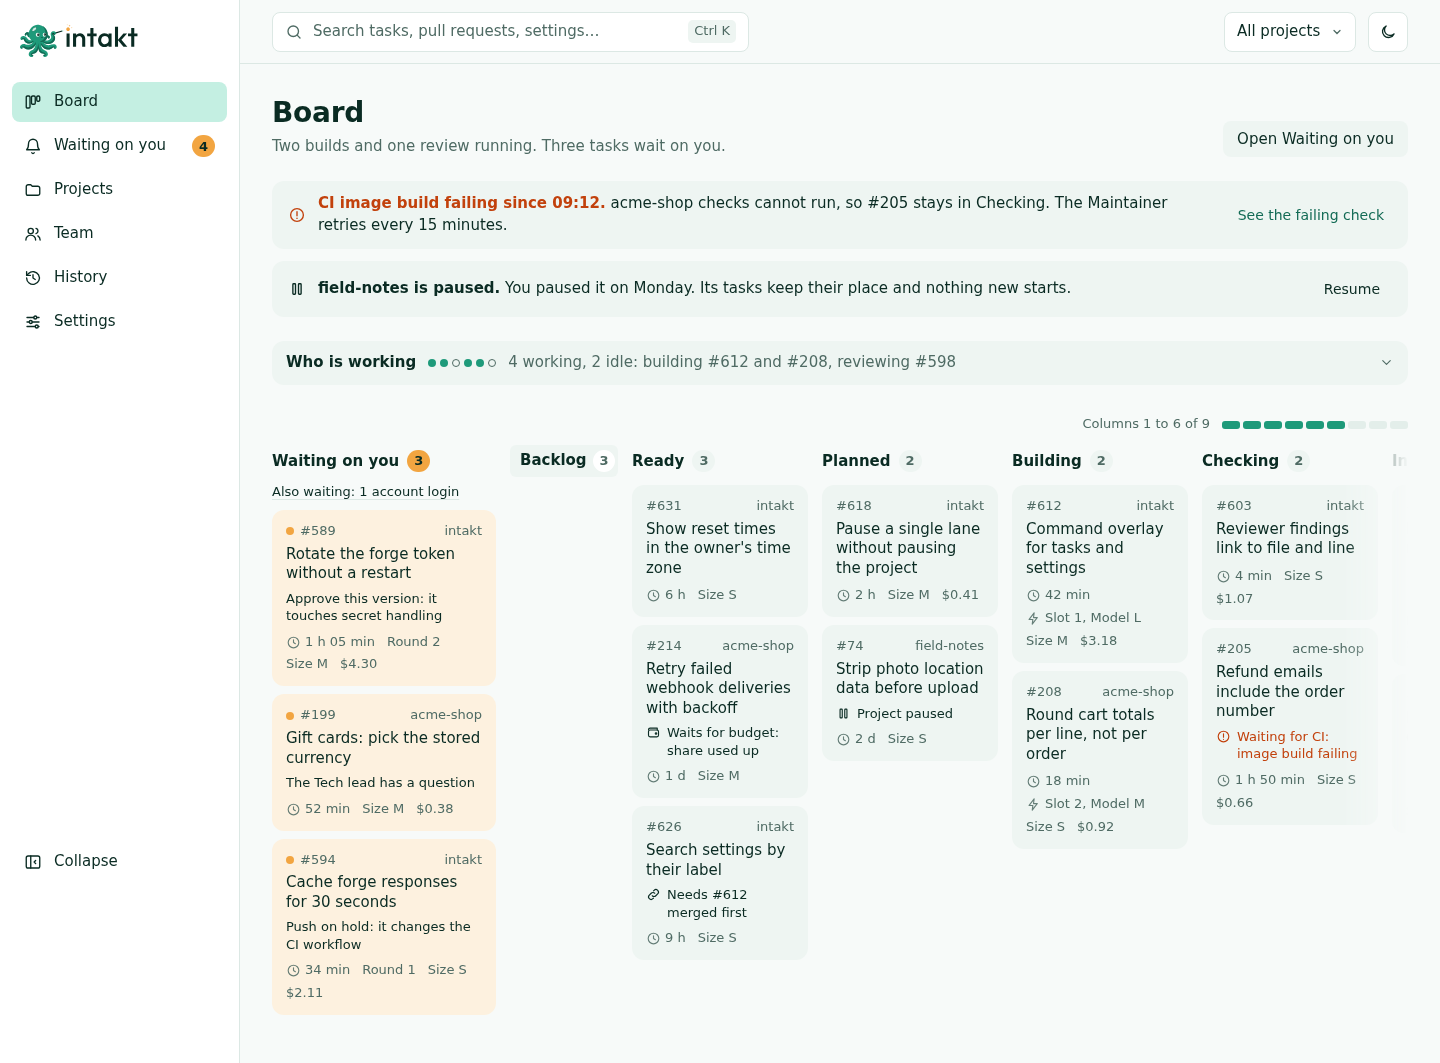 intakt
Search tasks, pull requests, settings...
Ctrl K
All projects
Board
Waiting on you
4
Projects
Team
History
Settings
Collapse
Board
Two builds and one review running. Three tasks wait on you.
Open Waiting on you
CI image build failing since 09:12. acme-shop checks cannot run, so #205 stays in Checking. The Maintainer
retries every 15 minutes.
See the failing check
field-notes is paused. You paused it on Monday. Its tasks keep their place and nothing new starts.
Resume
Who is working
4 working, 2 idle: building #612 and #208, reviewing #598
Columns 1 to 6 of 9
Waiting on you 3
Also waiting: 1 account login
#589 intakt
Rotate the forge token
without a restart
Approve this version: it
touches secret handling
1 h 05 min Round 2
Size M $4.30
#199 acme-shop
Gift cards: pick the stored
currency
The Tech lead has a question
52 min Size M $0.38
#594 intakt
Cache forge responses
for 30 seconds
Push on hold: it changes the
CI workflow
34 min Round 1 Size S
$2.11
Backlog 3
Ready 3
#631 intakt
Show reset times
in the owner's time
zone
6 h Size S
#214 acme-shop
Retry failed
webhook deliveries
with backoff
Waits for budget:
share used up
1 d Size M
#626 intakt
Search settings by
their label
Needs #612
merged first
9 h Size S
Planned 2
#618 intakt
Pause a single lane
without pausing
the project
2 h Size M $0.41
#74 field-notes
Strip photo location
data before upload
Project paused
2 d Size S
Building 2
#612 intakt
Command overlay
for tasks and
settings
42 min
Slot 1, Model L
Size M $3.18
#208 acme-shop
Round cart totals
per line, not per
order
18 min
Slot 2, Model M
Size S $0.92
Checking 2
#603 intakt
Reviewer findings
link to file and line
4 min Size S
$1.07
#205 acme-shop
Refund emails
include the order
number
Waiting for CI:
image build failing
1 h 50 min Size S
$0.66